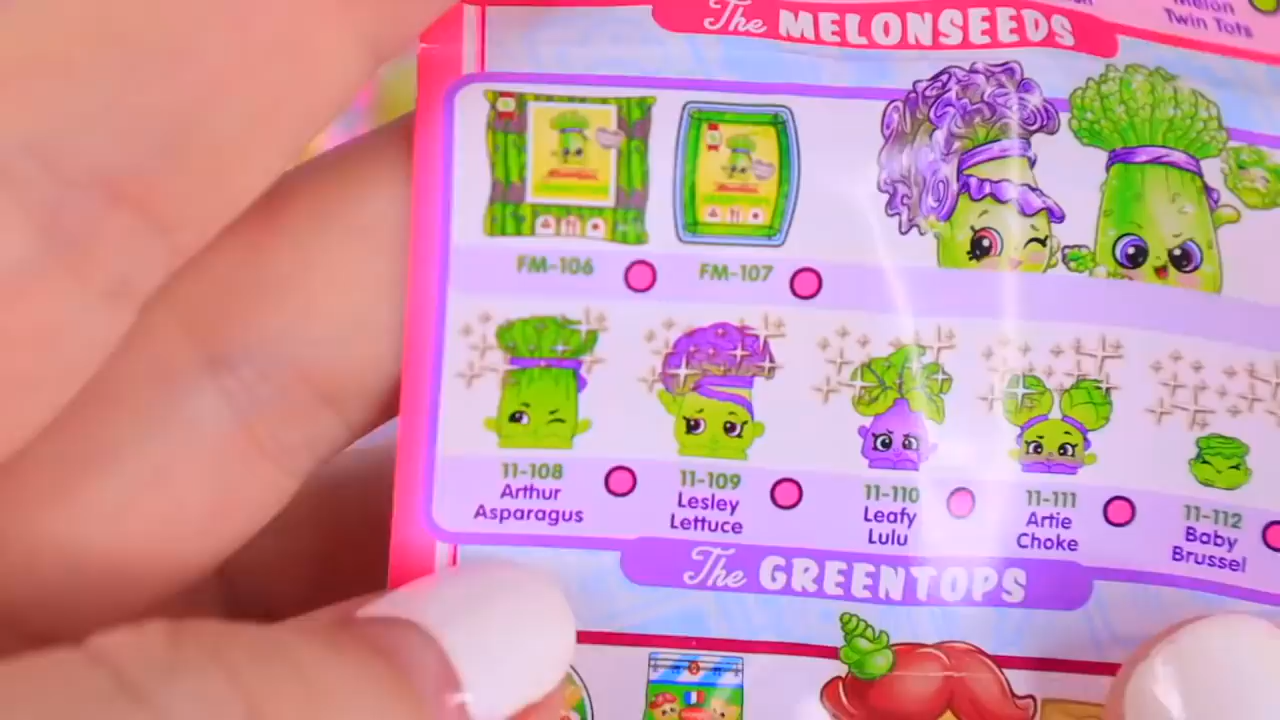 Melon
Twin Tots
The MELONSEEDS
FM-106
FM-107
11-108
Arthur
Asparagus
11-109
Lesley
Lettuce
11-110
Leafy
Lulu
11-111
Artie
Choke
11-112
Baby
Brussel
The GREENTOPS